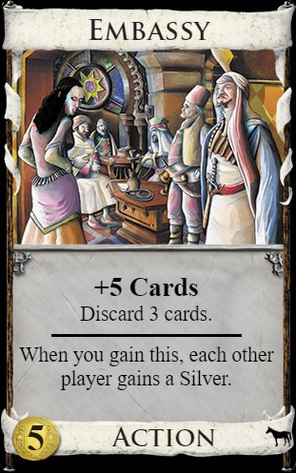 EMBASSY
+5 Cards
Discard 3 cards.
When you gain this, each other
player gains a Silver.
5
ACTION